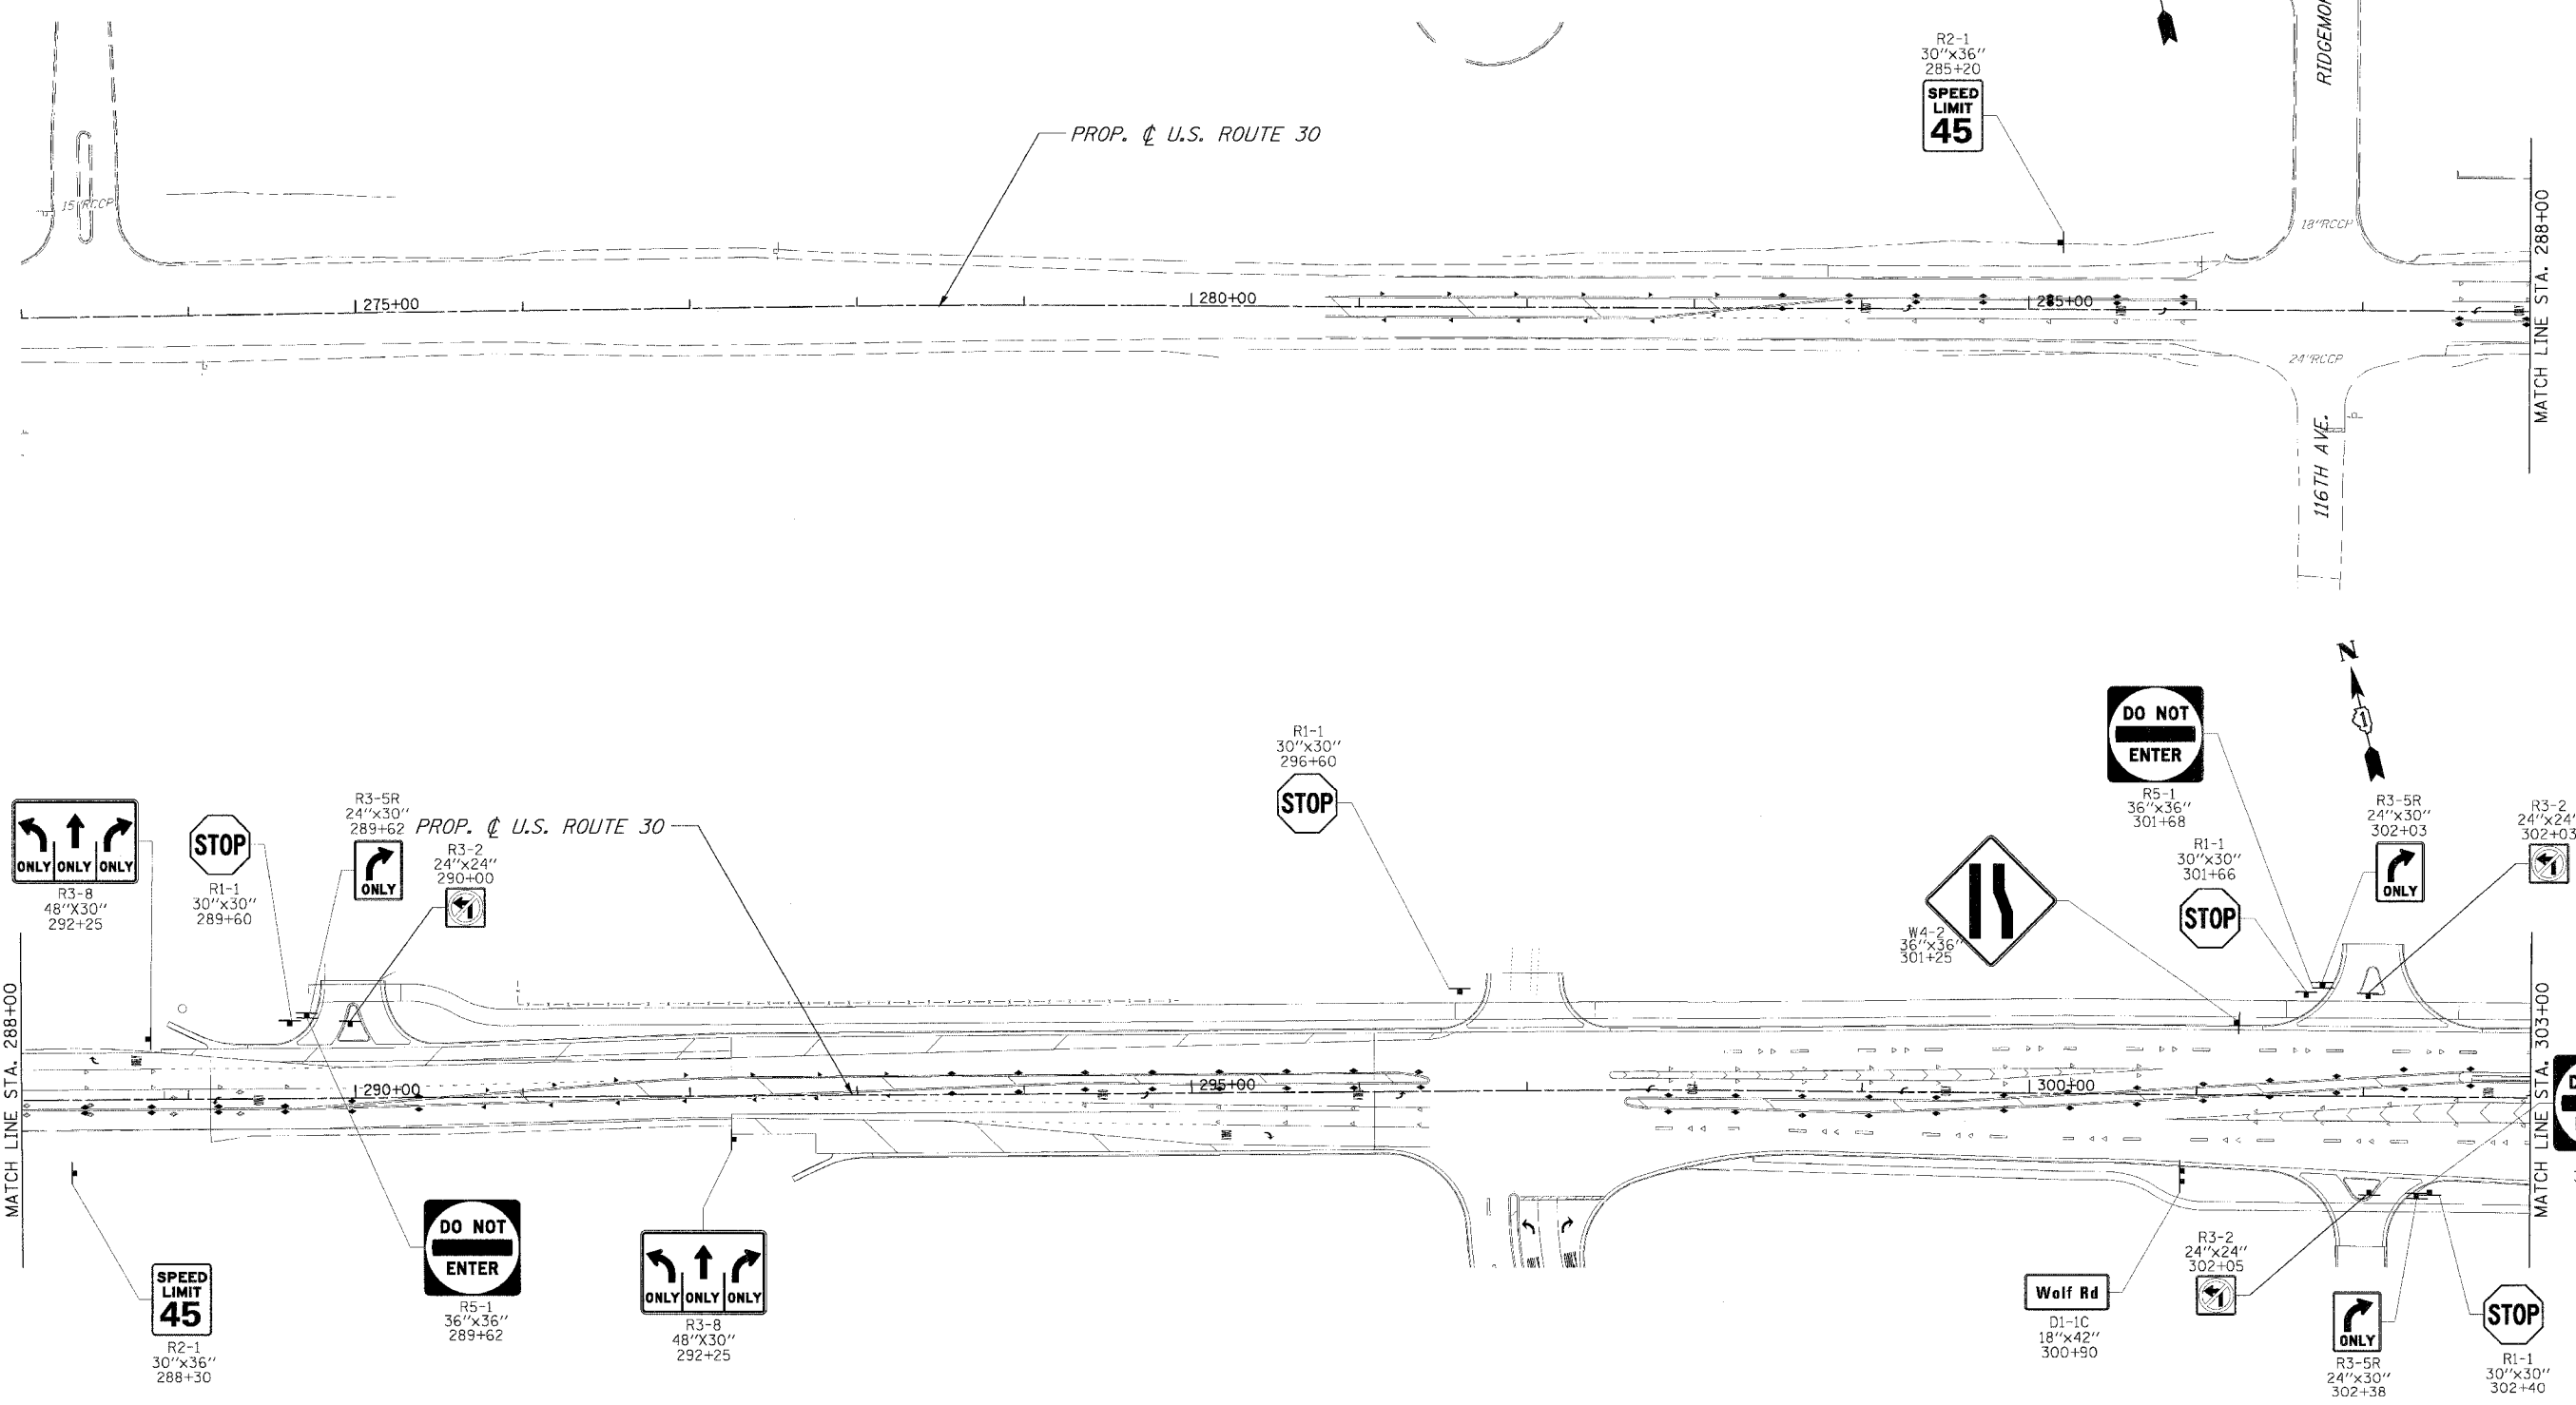 RIDGEMO
R2-1
30"x36"
285+20
SPEED
LIMIT
45
PROP. ℄ U.S. ROUTE 30
15"RCCP
18"RCCP
MATCH LINE STA. 288+00
275+00
280+00
285+00
24"RCCP
116TH AVE.
N
1
DO NOT
ENTER
R5-1
36"x36"
301+68
R1-1
30"x30"
296+60
STOP
R3-5R
24"x30"
302+03
ONLY
R3-2
24"x24"
302+03
R1-1
30"x30"
301+66
STOP
W4-2
36"x36"
301+25
ONLY ONLY ONLY
R3-8
48"X30"
292+25
STOP
R1-1
30"x30"
289+60
R3-5R
24"x30"
289+62
ONLY
PROP. ℄ U.S. ROUTE 30
R3-2
24"x24"
290+00
MATCH LINE STA. 288+00
290+00
295+00
300+00
MATCH LINE STA. 303+00
SPEED
LIMIT
45
R2-1
30"x36"
288+30
DO NOT
ENTER
R5-1
36"x36"
289+62
ONLY ONLY ONLY
R3-8
48"X30"
292+25
Wolf Rd
D1-1C
18"x42"
300+90
R3-2
24"x24"
302+05
ONLY
R3-5R
24"x30"
302+38
STOP
R1-1
30"x30"
302+40